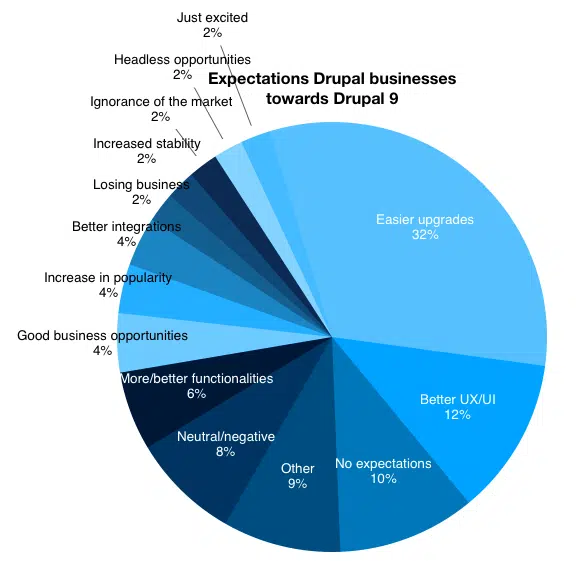 Just excited
2%
Headless opportunities
2%
Expectations Drupal businesses
towards Drupal 9
Ignorance of the market
2%
Increased stability
2%
Losing business
2%
Better integrations
4%
Increase in popularity
4%
Good business opportunities
4%
More/better functionalities
6%
Neutral/negative
8%
Other
9%
No expectations
10%
Better UX/UI
12%
Easier upgrades
32%